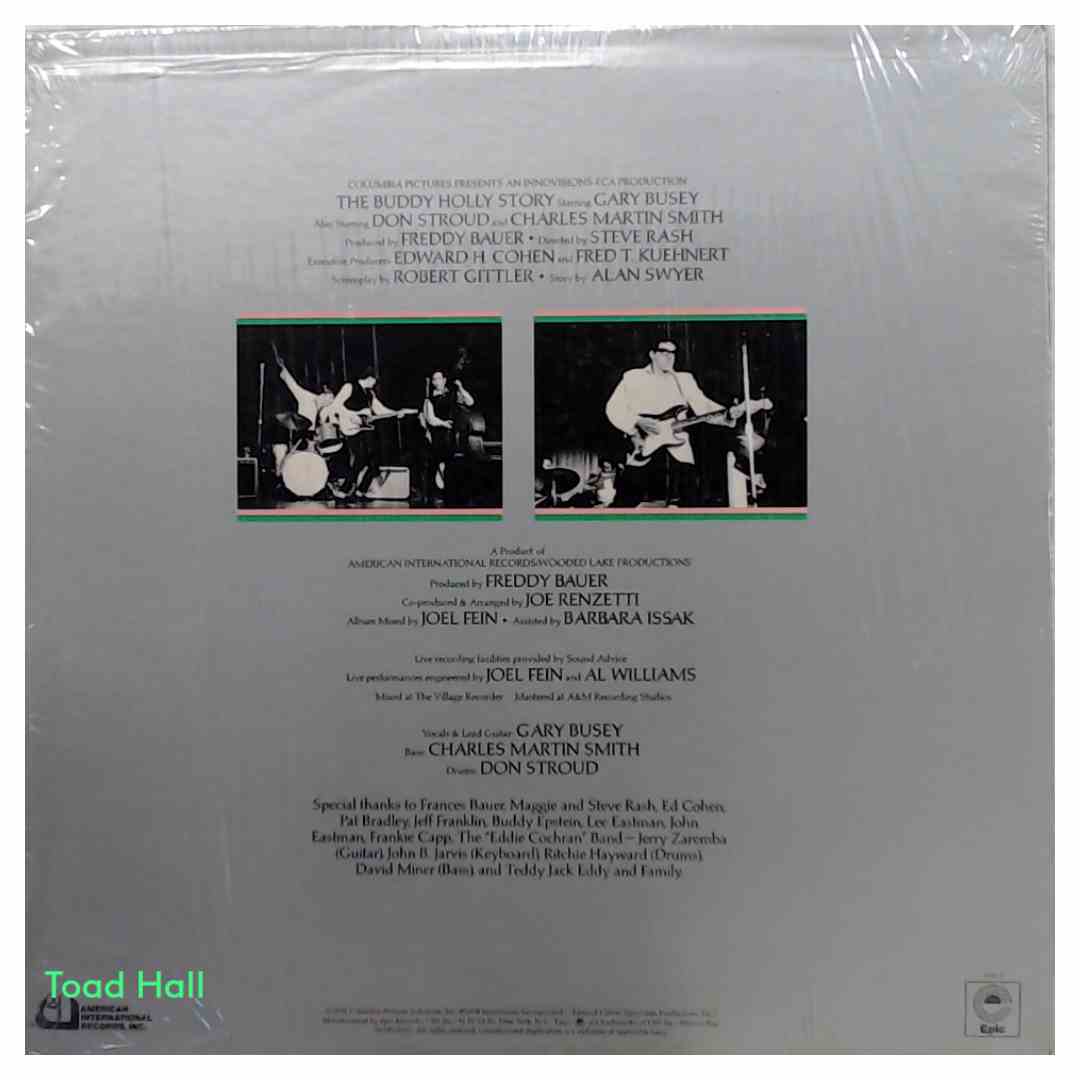 COLUMBIA PICTURES PRESENTS AN INNOVISIONS-ECA PRODUCTION
THE BUDDY HOLLY STORY Starring GARY BUSEY
Also Starring DON STROUD and CHARLES MARTIN SMITH
Produced by FREDDY BAUER • Directed by STEVE RASH
Executive Producers EDWARD H. COHEN and FRED T. KUEHNERT
Screenplay by ROBERT GITTLER • Story by ALAN SWYER
A Product of
AMERICAN INTERNATIONAL RECORDS/WOODED LAKE PRODUCTIONS
Produced by FREDDY BAUER
Co-produced & Arranged by JOE RENZETTI
Album Mixed by JOEL FEIN • Assisted by BARBARA ISSAK
Live recording facilities provided by Sound Advice
Live performances engineered by JOEL FEIN and AL WILLIAMS
Mixed at The Village Recorder Mastered at A&M Recording Studios
Vocals & Lead Guitar: GARY BUSEY
Bass: CHARLES MARTIN SMITH
Drums: DON STROUD
Special thanks to Frances Bauer, Maggie and Steve Rash, Ed Cohen,
Pat Bradley, Jeff Franklin, Buddy Epstein, Lee Eastman, John
Eastman, Frankie Capp, The "Eddie Cochran" Band—Jerry Zaremba
(Guitar), John B. Jarvis (Keyboard), Ritchie Hayward (Drums),
David Miner (Bass), and Teddy Jack Eddy and Family.
Toad Hall
AMERICAN
INTERNATIONAL
RECORDS, INC.
Epic